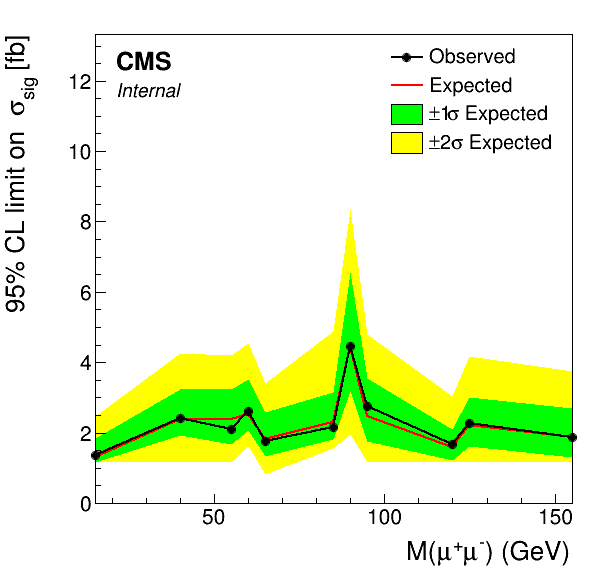 CMS
Internal
Observed
Expected
±1σ Expected
±2σ Expected
95% CL limit on σsig [fb]
12
10
8
6
4
2
0
50
100
150
M(μ⁺μ⁻) (GeV)